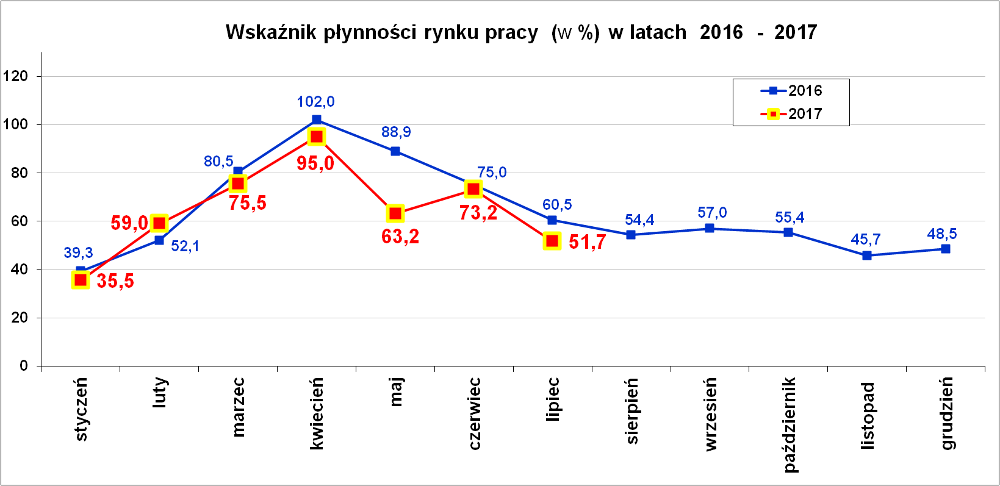 Wskaźnik płynności rynku pracy (w %) w latach 2016 - 2017
120
100
80
60
40
20
0
2016
2017
39,3
52,1
80,5
102,0
88,9
75,0
60,5
54,4
57,0
55,4
45,7
48,5
35,5
59,0
75,5
95,0
63,2
73,2
51,7
styczeń
luty
marzec
kwiecień
maj
czerwiec
lipiec
sierpień
wrzesień
październik
listopad
grudzień